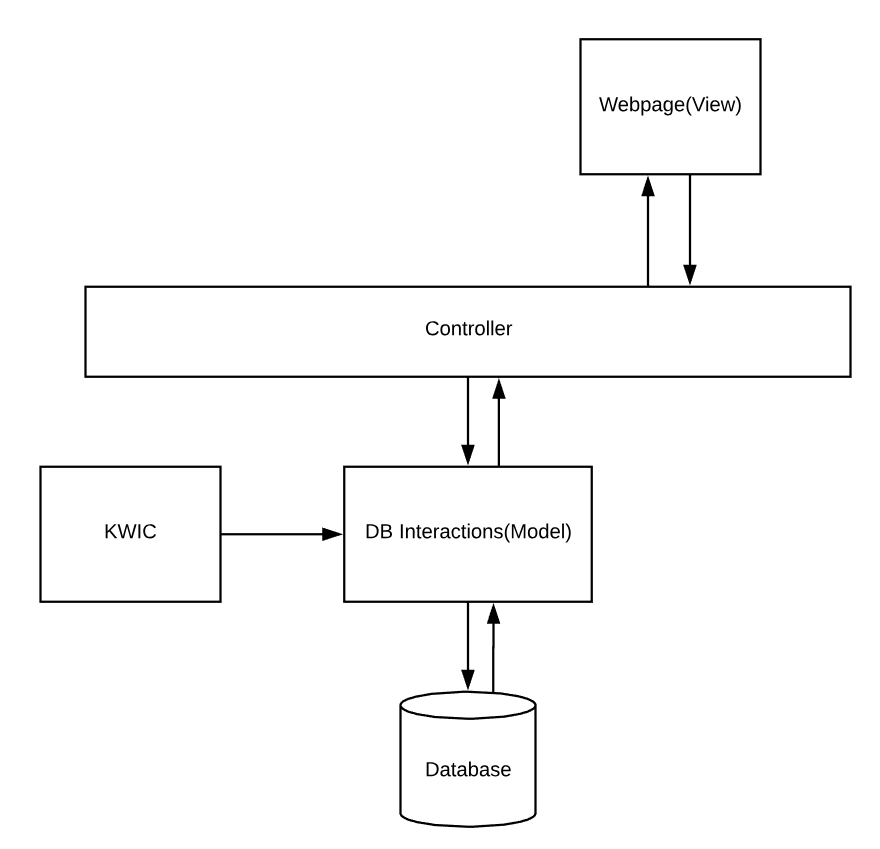 Webpage(View)
Controller
KWIC
DB Interactions(Model)
Database